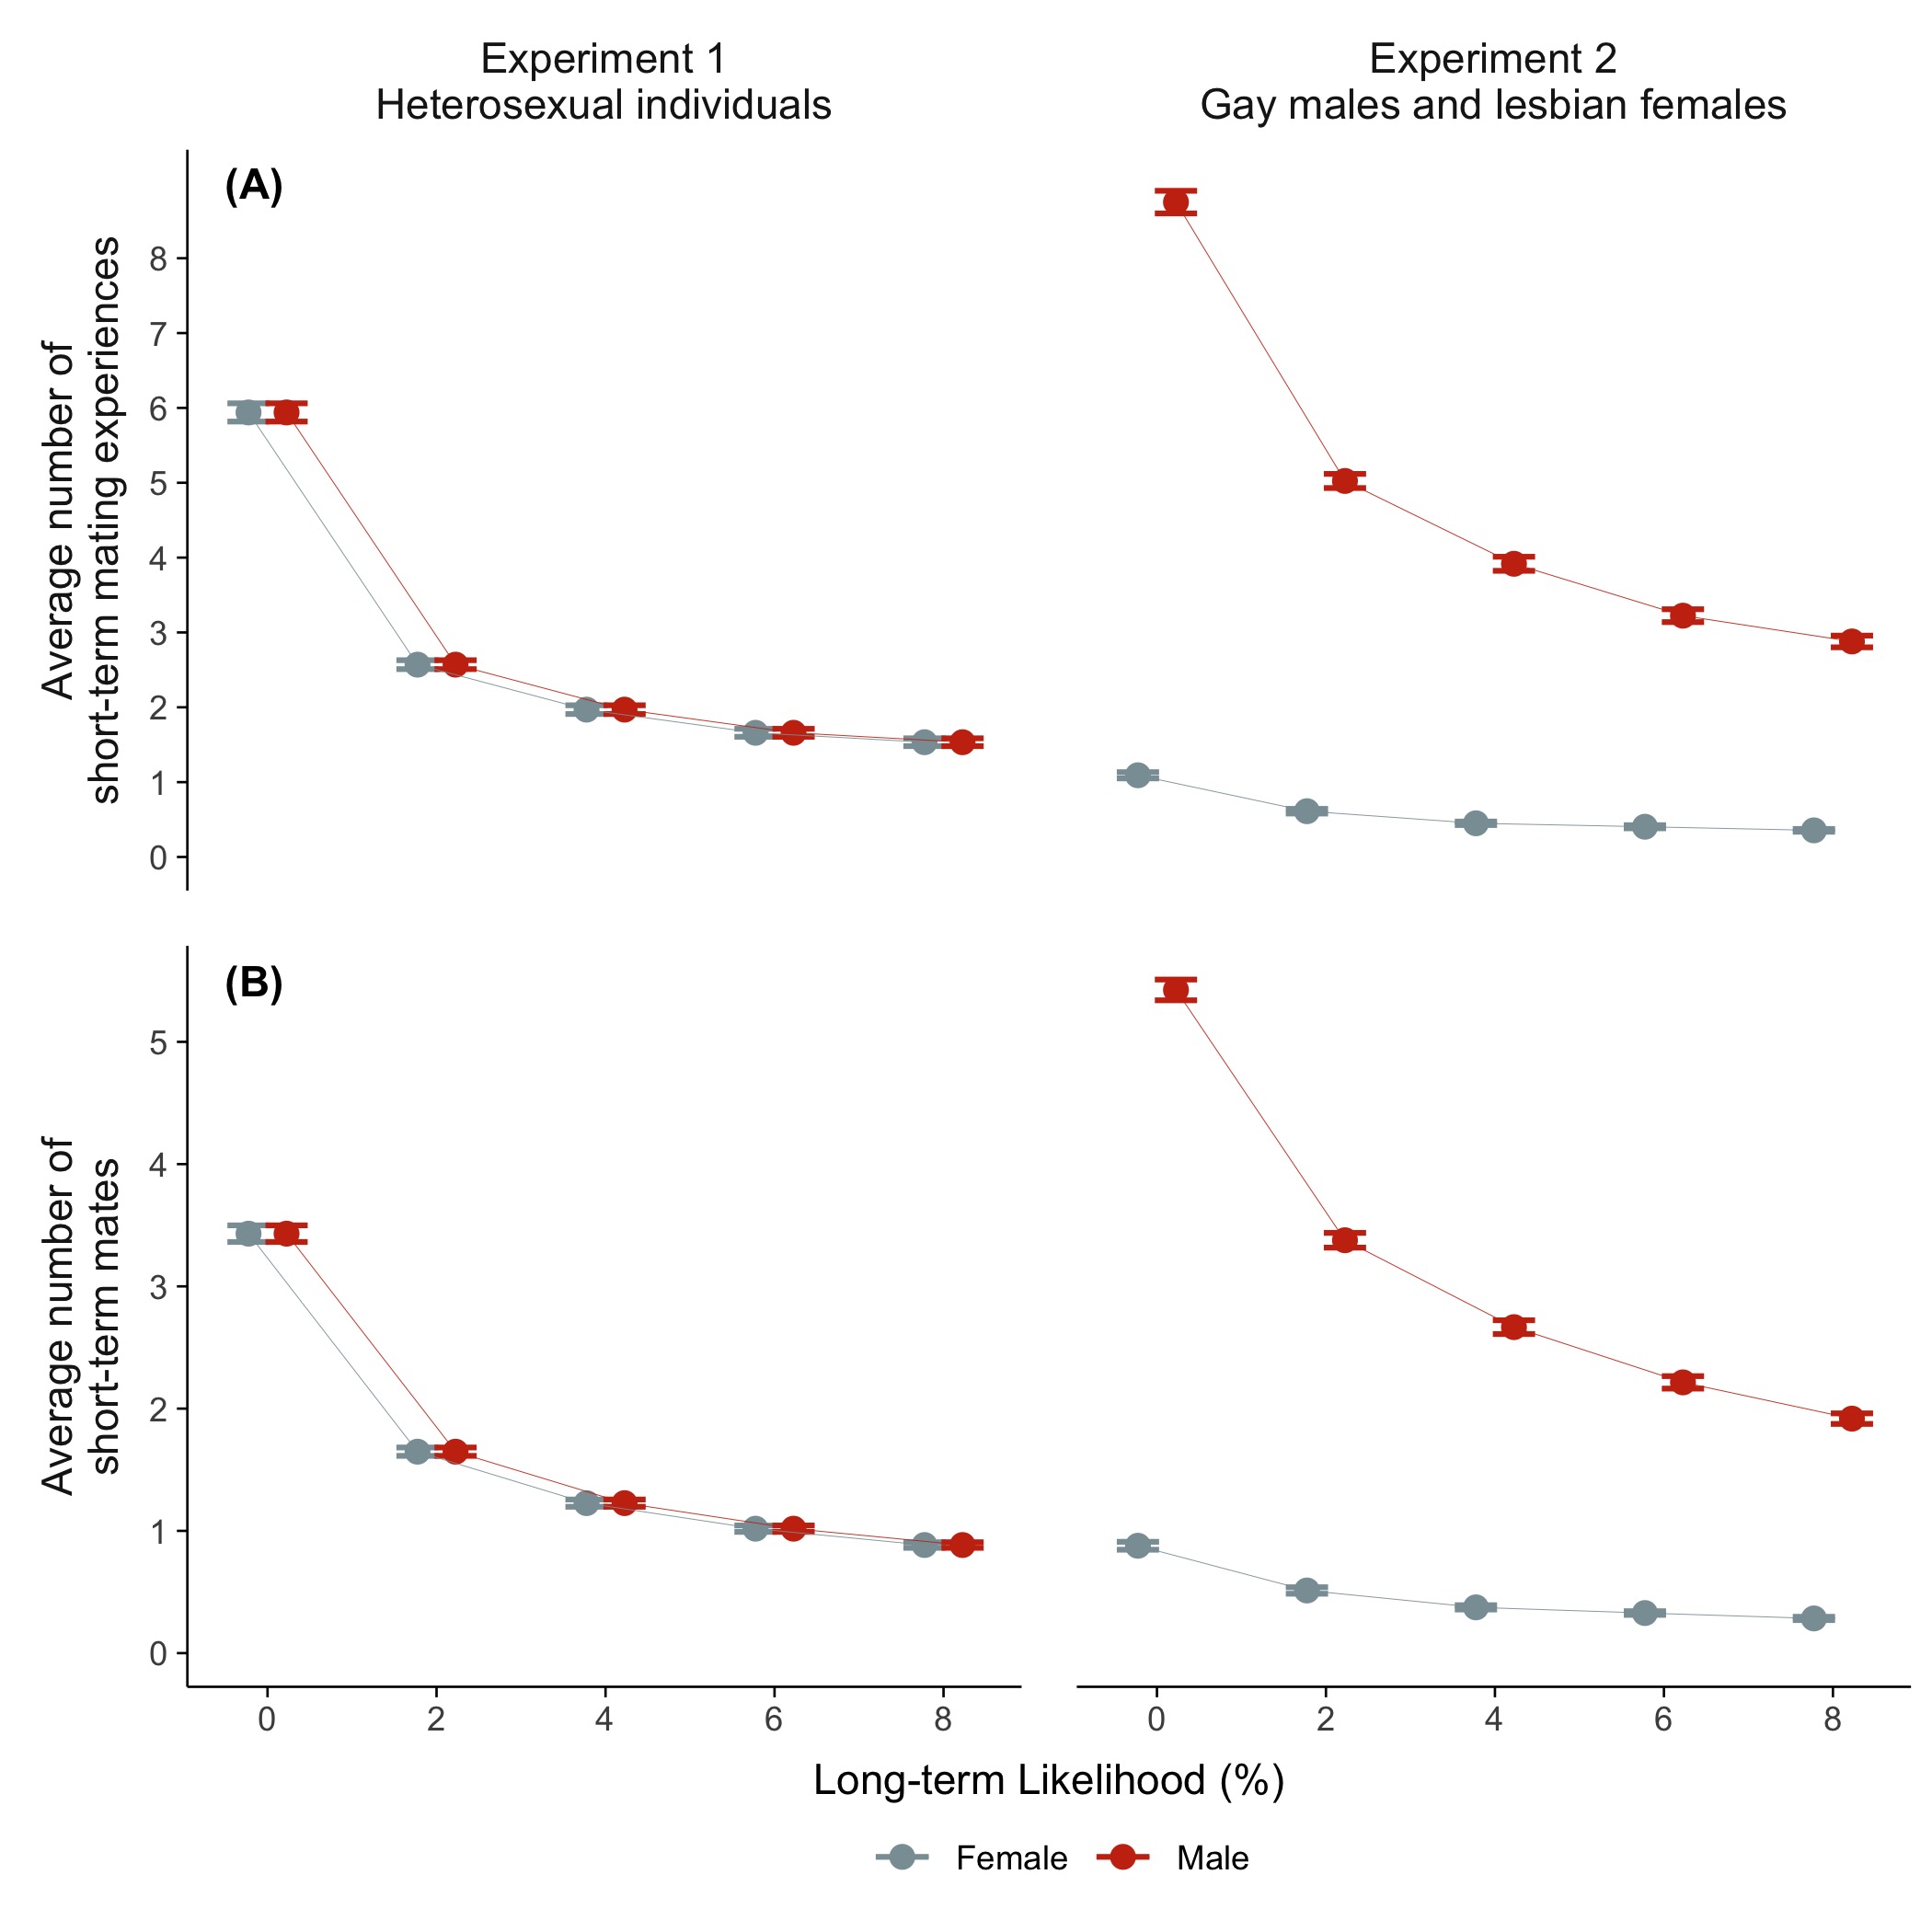 Experiment 1
Heterosexual individuals
Experiment 2
Gay males and lesbian females
(A)
Average number of
short-term mating experiences
8
7
6
5
4
3
2
1
0
(B)
Average number of
short-term mates
5
4
3
2
1
0
0 2 4 6 8
0 2 4 6 8
Long-term Likelihood (%)
Female Male